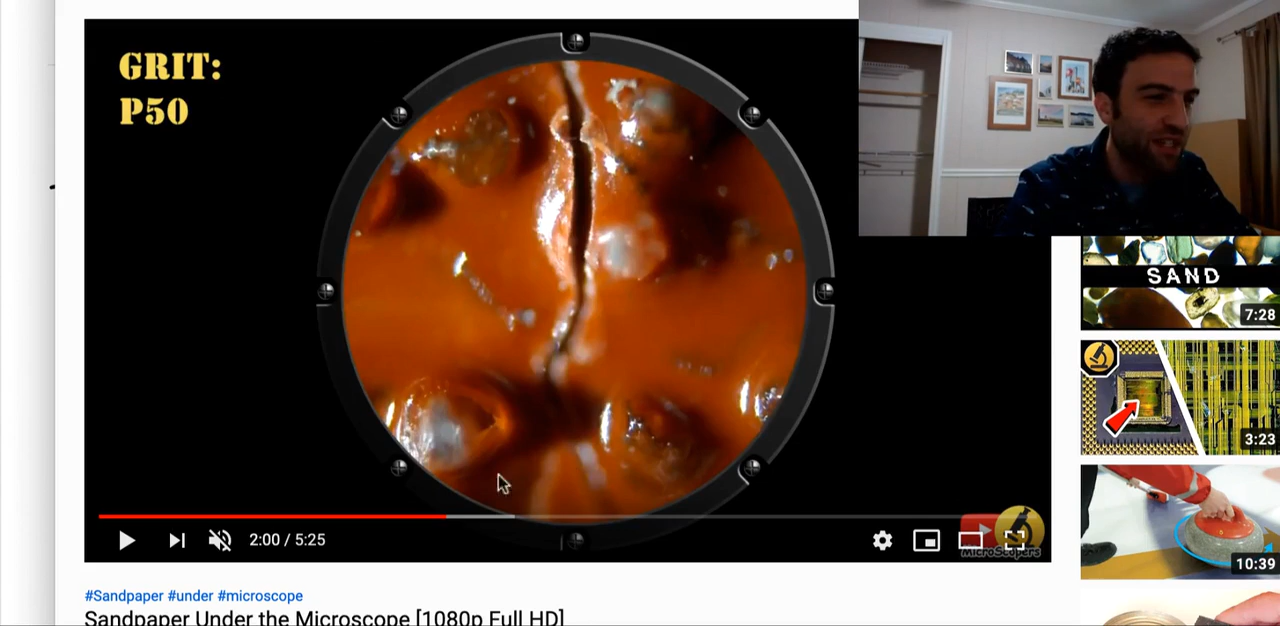 GRIT:
P50
SAND
7:28
3:23
10:39
2:00 / 5:25
MicroScopers
#Sandpaper #under #microscope
Sandpaper Under the Microscope [1080p Full HD]